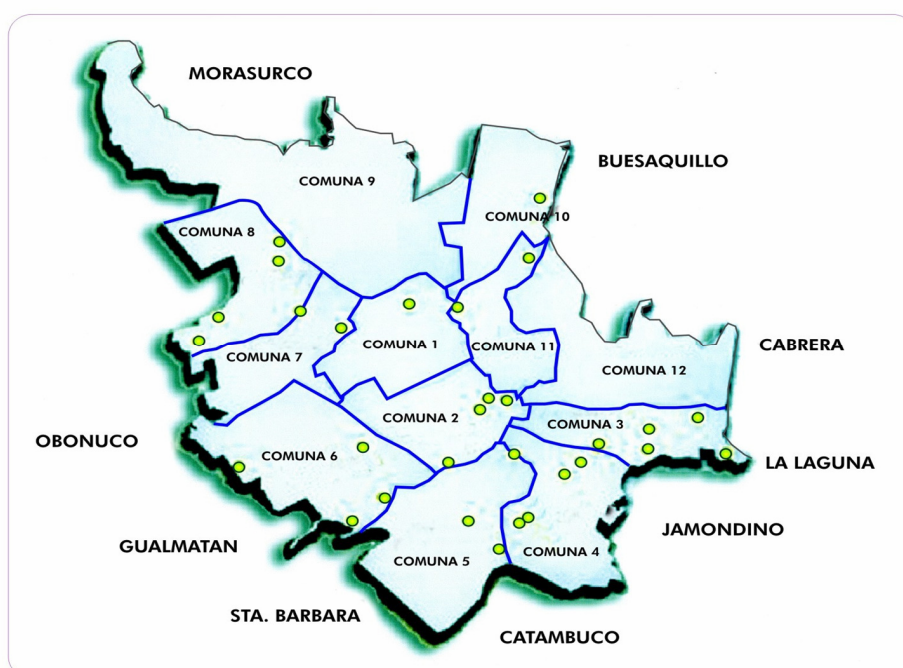 MORASURCO
BUESAQUILLO
COMUNA 9
COMUNA 10
COMUNA 8
COMUNA 1
COMUNA 11
CABRERA
COMUNA 7
COMUNA 12
COMUNA 2
COMUNA 3
OBONUCO
COMUNA 6
LA LAGUNA
JAMONDINO
GUALMATAN
COMUNA 4
COMUNA 5
STA. BARBARA
CATAMBUCO